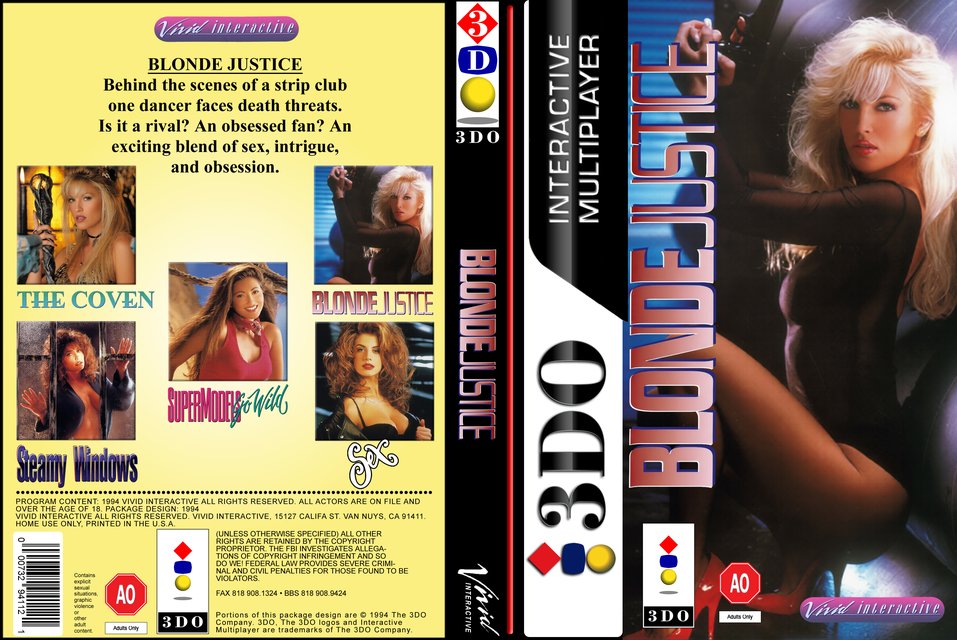 Vivid interactive
BLONDE JUSTICE
Behind the scenes of a strip club
one dancer faces death threats.
Is it a rival? An obsessed fan? An
exciting blend of sex, intrigue,
and obsession.
THE COVEN
BLONDEJUSTICE
SUPERMODELS Go Wild
Steamy Windows
Sex
PROGRAM CONTENT: 1994 VIVID INTERACTIVE ALL RIGHTS RESERVED. ALL ACTORS ARE ON FILE AND
OVER THE AGE OF 18. PACKAGE DESIGN: 1994
VIVID INTERACTIVE ALL RIGHTS RESERVED. VIVID INTERACTIVE, 15127 CALIFA ST. VAN NUYS, CA 91411.
HOME USE ONLY, PRINTED IN THE U.S.A.
0 00732 94112 1
Contains
explicit
sexual
situations,
graphic
violence
or
other
adult
content.
AO
Adults Only
3DO
(UNLESS OTHERWISE SPECIFIED) ALL OTHER
RIGHTS ARE RETAINED BY THE COPYRIGHT
PROPRIETOR. THE FBI INVESTIGATES ALLEGA-
TIONS OF COPYRIGHT INFRINGEMENT AND SO
DO WE! FEDERAL LAW PROVIDES SEVERE CRIMI-
NAL AND CIVIL PENALTIES FOR THOSE FOUND TO BE
VIOLATORS.
FAX 818 908.1324 • BBS 818 908.9424
Portions of this package design are © 1994 The 3DO
Company. 3DO, The 3DO logos and Interactive
Multiplayer are trademarks of The 3DO Company.
3
D
3DO
BLONDEJUSTICE
Vivid
INTERACTIVE
INTERACTIVE
MULTIPLAYER
3DO
BLONDEJUSTICE
3DO
AO
Adults Only
Vivid interactive